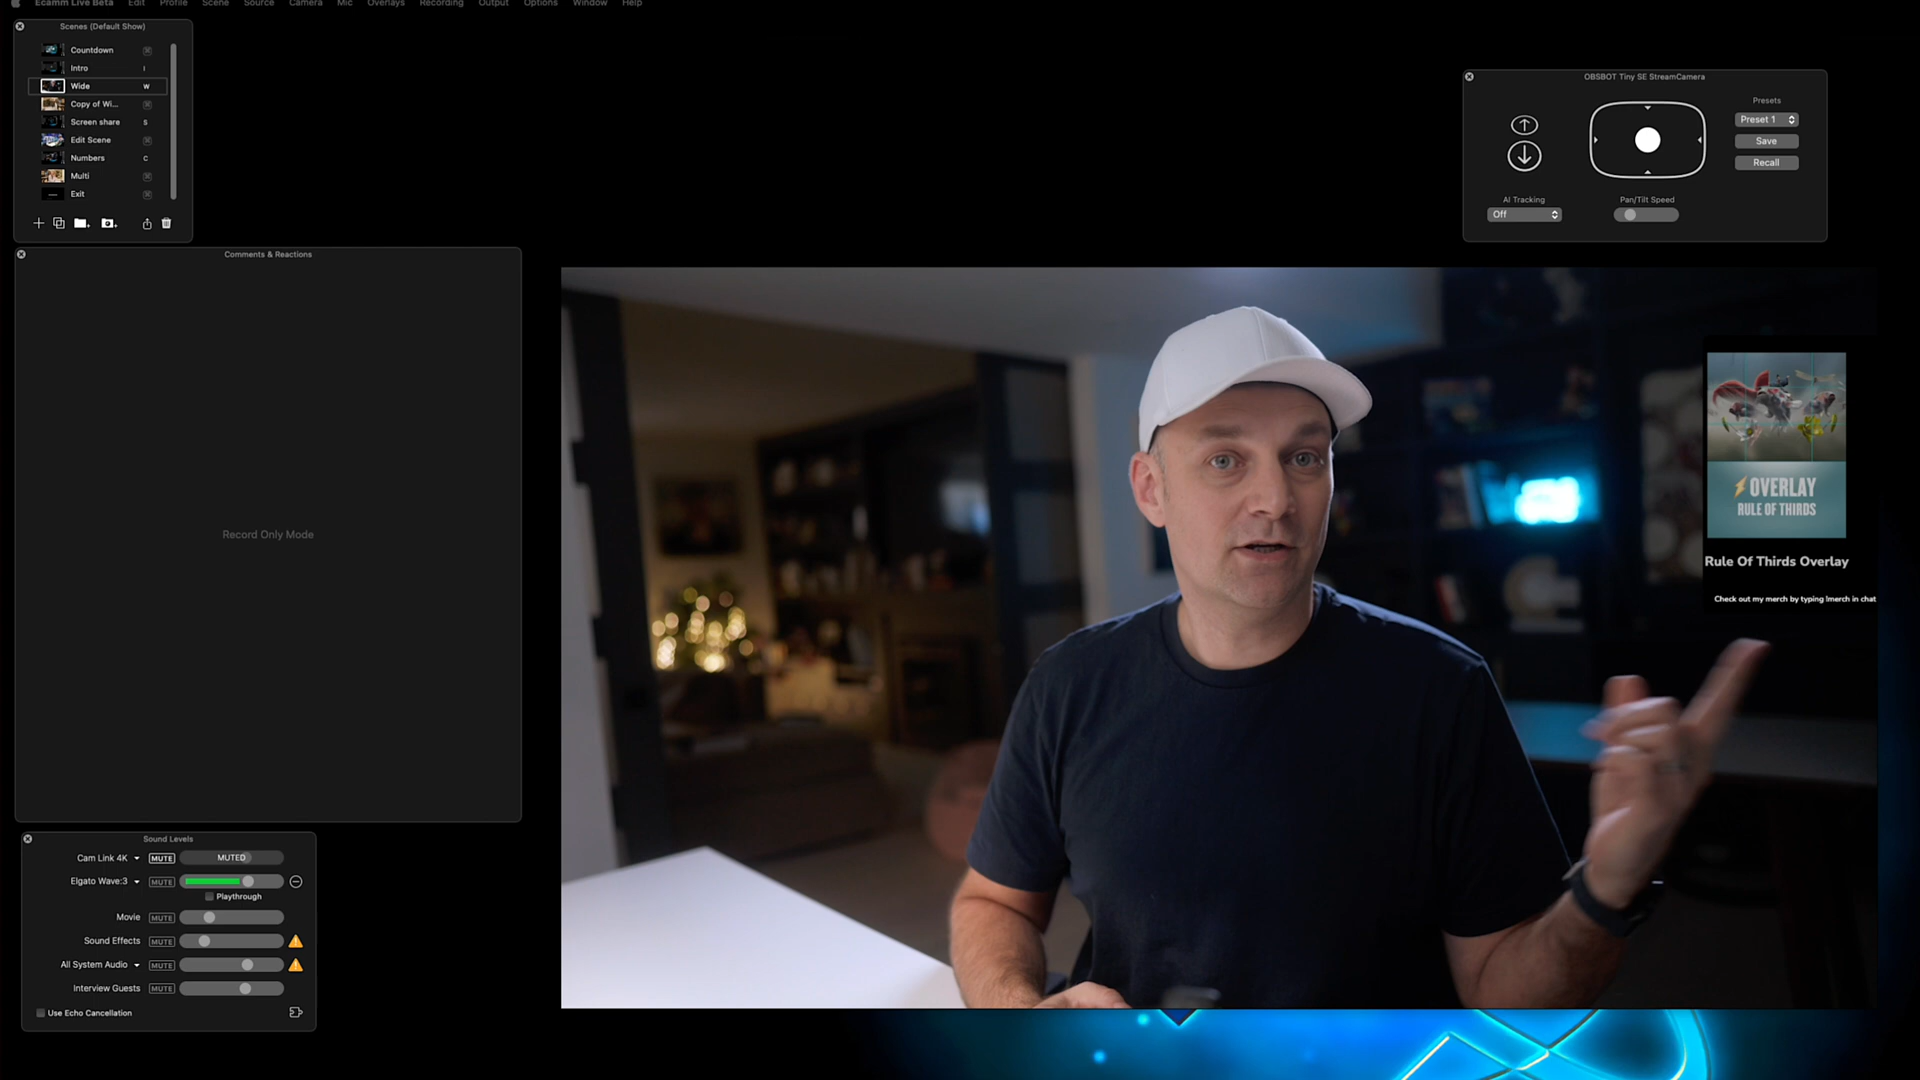 Ecamm Live Beta Edit Profile Scene Source Camera Mic Overlays Recording Output Options Window Help
Scenes (Default Show)
Countdown
Intro I
Wide W
Copy of Wi...
Screen share S
Edit Scene
Numbers C
Multi
Exit
OBSBOT Tiny SE StreamCamera
Presets
Preset 1
Save
Recall
AI Tracking
Off
Pan/Tilt Speed
Comments & Reactions
Record Only Mode
OVERLAY
RULE OF THIRDS
Rule Of Thirds Overlay
Check out my merch by typing !merch in chat
Sound Levels
Cam Link 4K MUTE MUTED
Elgato Wave:3 MUTE
Playthrough
Movie MUTE
Sound Effects MUTE
All System Audio MUTE
Interview Guests MUTE
Use Echo Cancellation